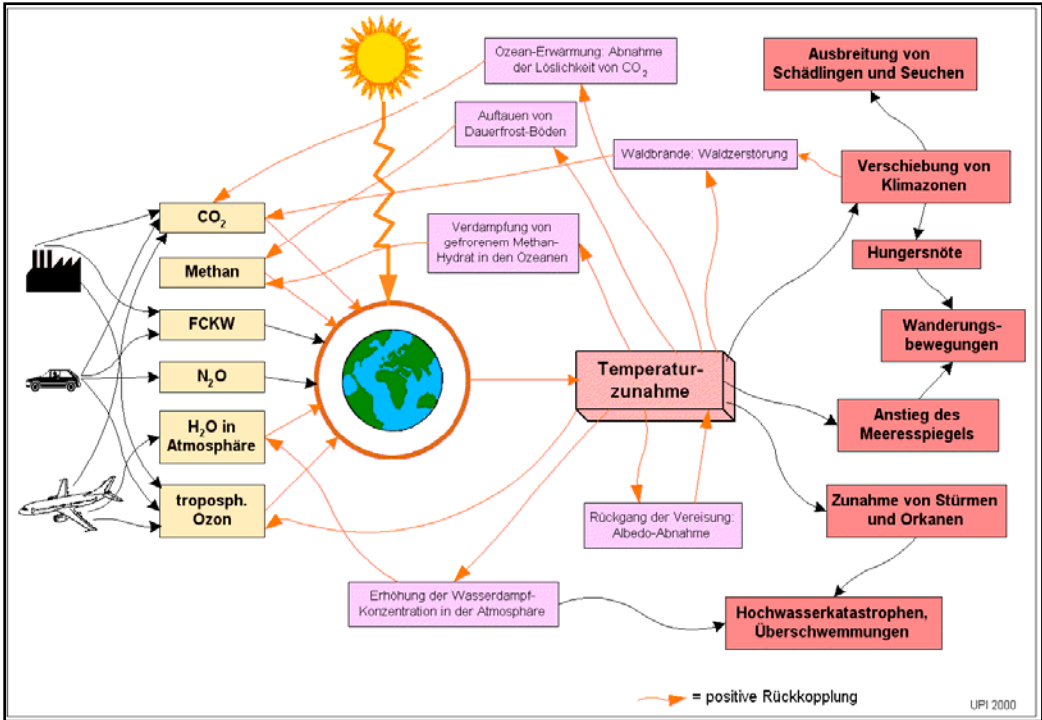 Ozean-Erwärmung: Abnahme
der Löslichkeit von CO₂
Ausbreitung von
Schädlingen und Seuchen
Auftauen von
Dauerfrost-Böden
Waldbrände: Waldzerstörung
Verschiebung von
Klimazonen
CO₂
Verdampfung von
gefrorenem Methan-
Hydrat in den Ozeanen
Hungersnöte
Methan
FCKW
Wanderungs-
bewegungen
N₂O
Temperatur-
zunahme
H₂O in
Atmosphäre
Anstieg des
Meeresspiegels
troposph.
Ozon
Rückgang der Vereisung:
Albedo-Abnahme
Zunahme von Stürmen
und Orkanen
Erhöhung der Wasserdampf-
Konzentration in der Atmosphäre
Hochwasserkatastrophen,
Überschwemmungen
= positive Rückkopplung
UPI 2000